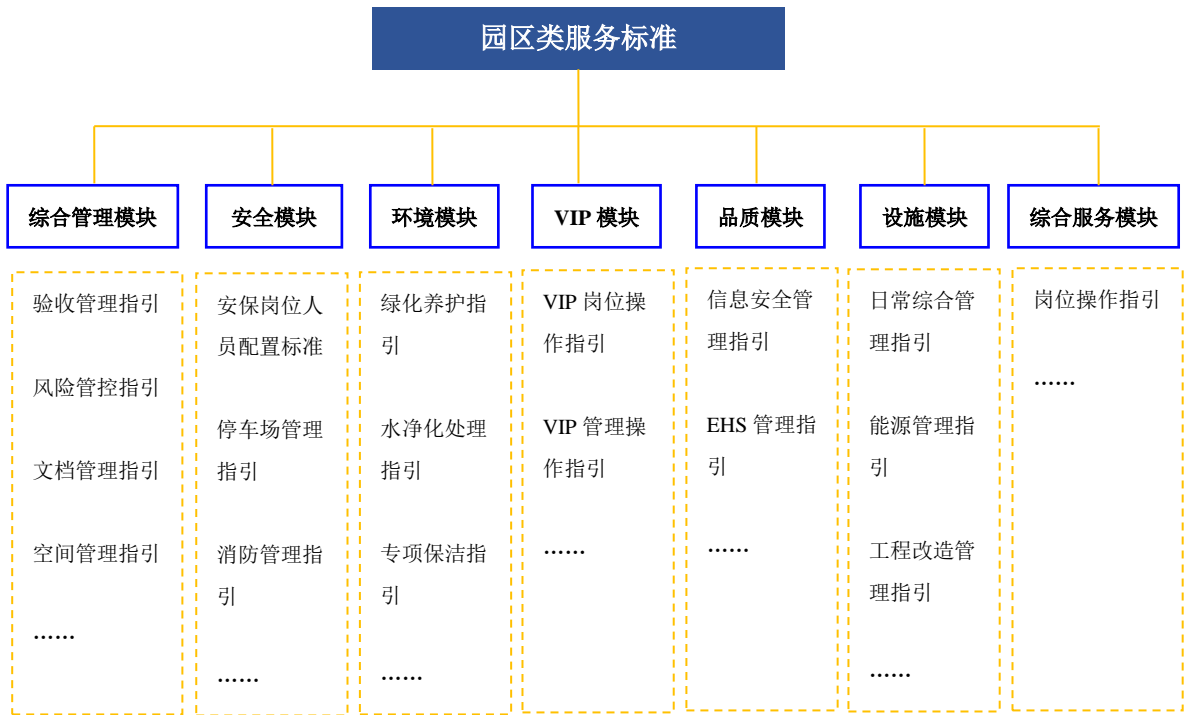 园区类服务标准
综合管理模块
安全模块
环境模块
VIP 模块
品质模块
设施模块
综合服务模块
验收管理指引
风险管控指引
文档管理指引
空间管理指引
……
安保岗位人
员配置标准
停车场管理
指引
消防管理指
引
……
绿化养护指
引
水净化处理
指引
专项保洁指
引
……
VIP 岗位操
作指引
VIP 管理操
作指引
……
信息安全管
理指引
EHS 管理指
引
……
日常综合管
理指引
能源管理指
引
工程改造管
理指引
……
岗位操作指引
……